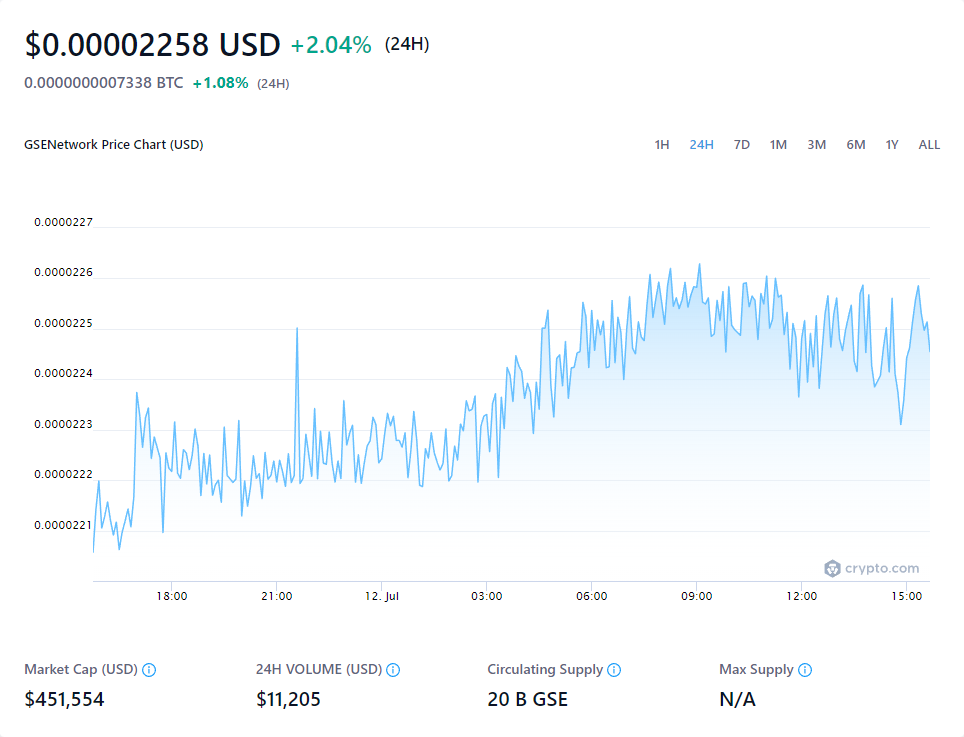 $0.00002258 USD +2.04% (24H)
0.0000000007338 BTC +1.08% (24H)
GSENetwork Price Chart (USD) 1H 24H 7D 1M 3M 6M 1Y ALL
0.0000227
0.0000226
0.0000225
0.0000224
0.0000223
0.0000222
0.0000221
crypto.com
18:00 21:00 12. Jul 03:00 06:00 09:00 12:00 15:00
Market Cap (USD) 24H VOLUME (USD) Circulating Supply Max Supply
$451,554 $11,205 20 B GSE N/A